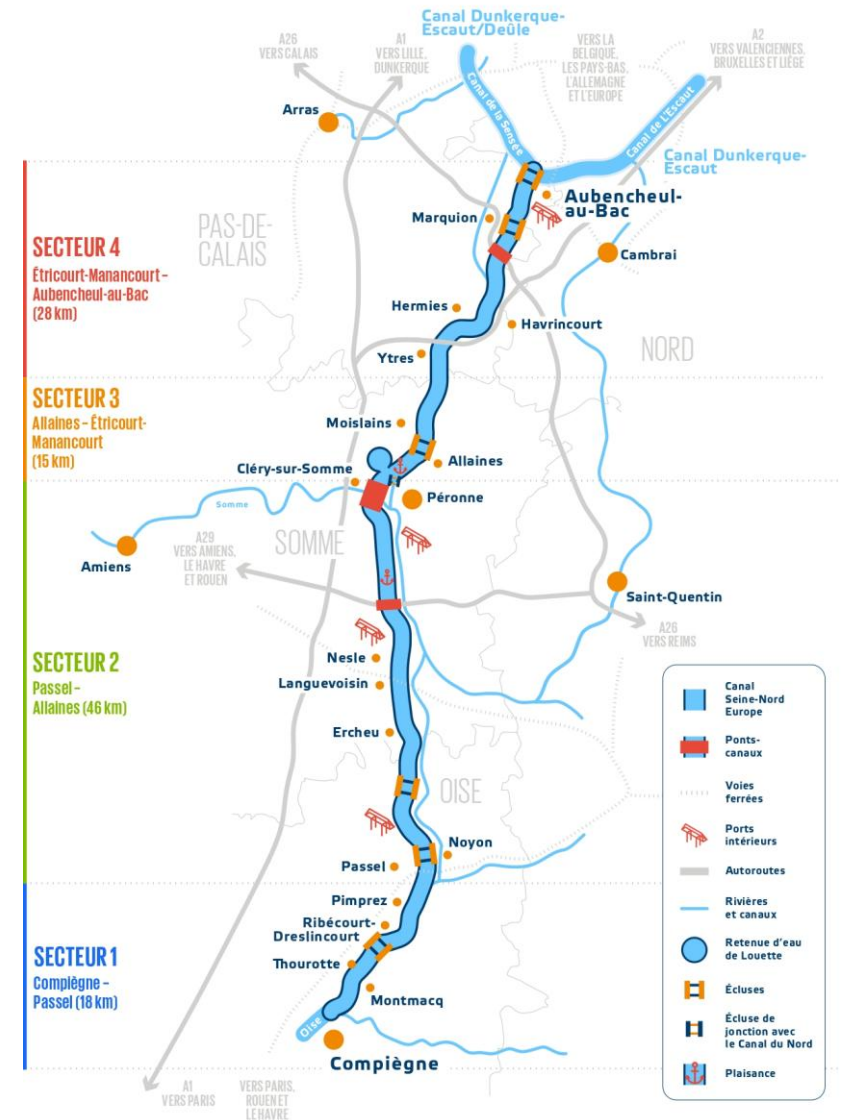 Canal Dunkerque-
Escaut/Deûle
A26
VERS CALAIS
A1
VERS LILLE,
DUNKERQUE
VERS LA
BELGIQUE,
LES PAYS-BAS,
L'ALLEMAGNE
ET L'EUROPE
A2
VERS VALENCIENNES,
BRUXELLES ET LIÈGE
Canal de la Sensée
Canal de L'Escaut
Arras
Canal Dunkerque-
Escaut
Aubencheul-
au-Bac
Marquion
PAS-DE-
CALAIS
Cambrai
SECTEUR 4
Étricourt-Manancourt –
Aubencheul-au-Bac
(28 km)
Hermies
Havrincourt
NORD
Ytres
SECTEUR 3
Allaines – Étricourt-
Manancourt
(15 km)
Moislains
Allaines
Cléry-sur-Somme
Péronne
Somme
SOMME
A29
VERS AMIENS,
LE HAVRE
ET ROUEN
Amiens
Saint-Quentin
A26
VERS REIMS
SECTEUR 2
Passel –
Allaines (46 km)
Nesle
Languevoisin
Ercheu
OISE
Noyon
Passel
Pimprez
Ribécourt-
Dreslincourt
SECTEUR 1
Compiègne –
Passel (18 km)
Thourotte
Montmacq
Oise
Compiègne
A1
VERS PARIS
VERS PARIS,
ROUEN ET
LE HAVRE
Canal
Seine-Nord
Europe
Ponts-
canaux
Voies
ferrées
Ports
intérieurs
Autoroutes
Rivières
et canaux
Retenue d'eau
de Louette
Écluses
Écluse de
jonction avec
le Canal du Nord
Plaisance